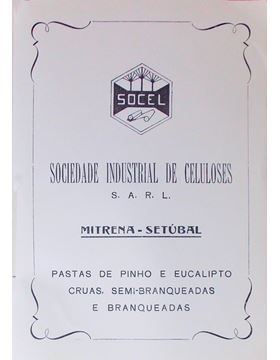 SOCEL
SOCIEDADE INDUSTRIAL DE CELULOSES
S. A. R. L.
MITRENA - SETÚBAL
PASTAS DE PINHO E EUCALIPTO
CRUAS, SEMI-BRANQUEADAS
E BRANQUEADAS